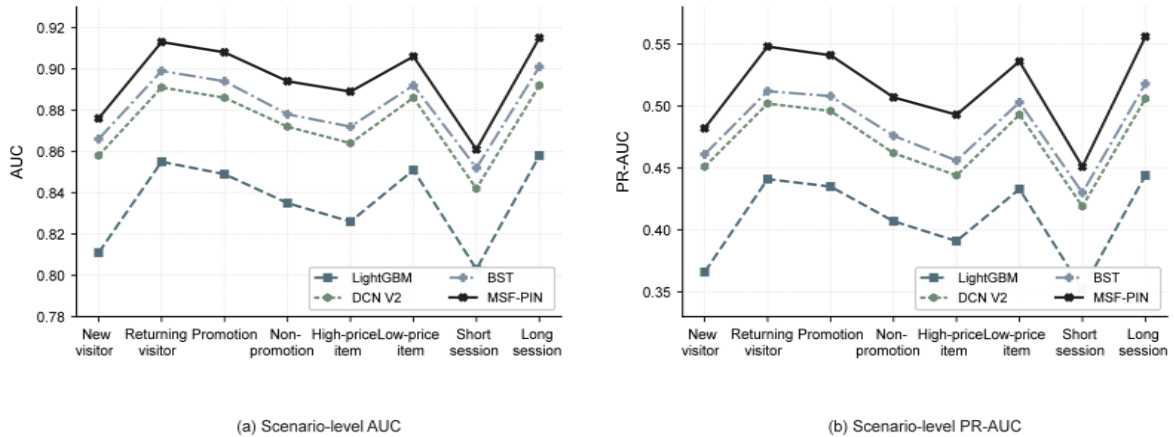 0.92
0.90
0.88
0.86
0.84
0.82
0.80
0.78
AUC
LightGBM
DCN V2
BST
MSF-PIN
New visitor
Returning visitor
Promotion
Non-promotion
High-price item
Low-price item
Short session
Long session
(a) Scenario-level AUC
0.55
0.50
0.45
0.40
0.35
PR-AUC
LightGBM
DCN V2
BST
MSF-PIN
New visitor
Returning visitor
Promotion
Non-promotion
High-price item
Low-price item
Short session
Long session
(b) Scenario-level PR-AUC